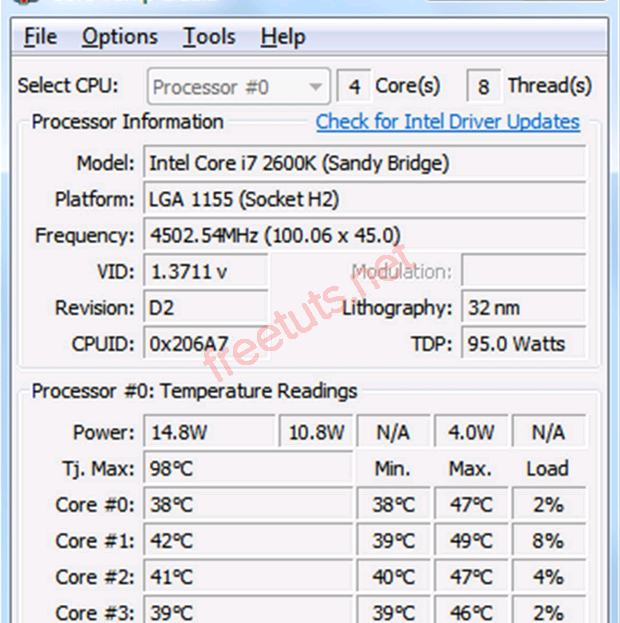 File Options Tools Help
Select CPU: Processor #0 4 Core(s) 8 Thread(s)
Processor Information Check for Intel Driver Updates
Model: Intel Core i7 2600K (Sandy Bridge)
Platform: LGA 1155 (Socket H2)
Frequency: 4502.54MHz (100.06 x 45.0)
VID: 1.3711 v Modulation:
Revision: D2 Lithography: 32 nm
CPUID: 0x206A7 TDP: 95.0 Watts
freetuts.net
Processor #0: Temperature Readings
Power: 14.8W 10.8W N/A 4.0W N/A
Tj. Max: 98°C Min. Max. Load
Core #0: 38°C 38°C 47°C 2%
Core #1: 42°C 39°C 49°C 8%
Core #2: 41°C 40°C 47°C 4%
Core #3: 39°C 39°C 46°C 2%